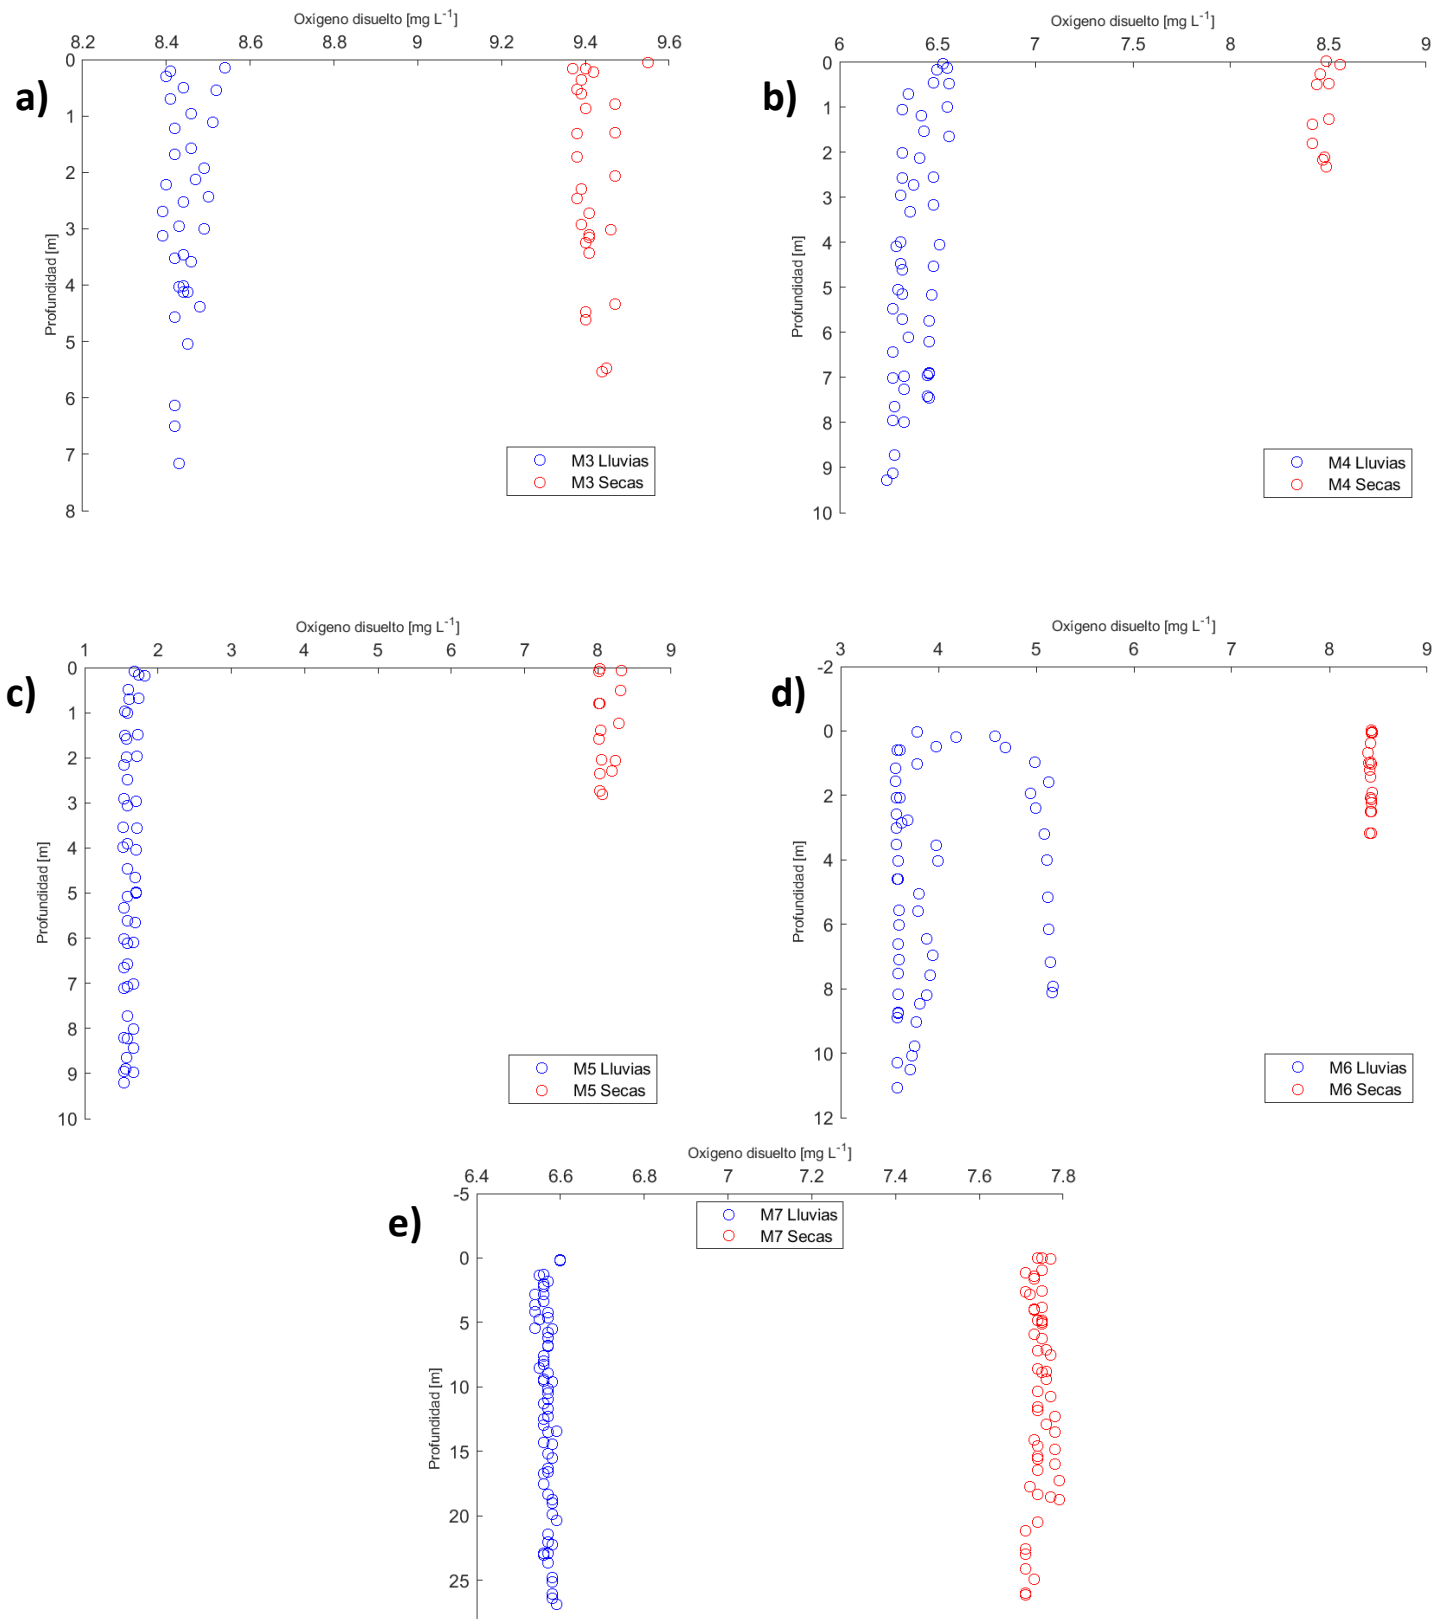 Oxigeno disuelto [mg L⁻¹]
8.2 8.4 8.6 8.8 9 9.2 9.4 9.6
a)
Profundidad [m]
0
1
2
3
4
5
6
7
8
M3 Lluvias
M3 Secas
Oxigeno disuelto [mg L⁻¹]
6 6.5 7 7.5 8 8.5 9
b)
Profundidad [m]
0
1
2
3
4
5
6
7
8
9
10
M4 Lluvias
M4 Secas
Oxigeno disuelto [mg L⁻¹]
1 2 3 4 5 6 7 8 9
c)
Profundidad [m]
0
1
2
3
4
5
6
7
8
9
10
M5 Lluvias
M5 Secas
Oxigeno disuelto [mg L⁻¹]
3 4 5 6 7 8 9
d)
Profundidad [m]
-2
0
2
4
6
8
10
12
M6 Lluvias
M6 Secas
Oxigeno disuelto [mg L⁻¹]
6.4 6.6 6.8 7 7.2 7.4 7.6 7.8
e)
Profundidad [m]
-5
0
5
10
15
20
25
M7 Lluvias
M7 Secas